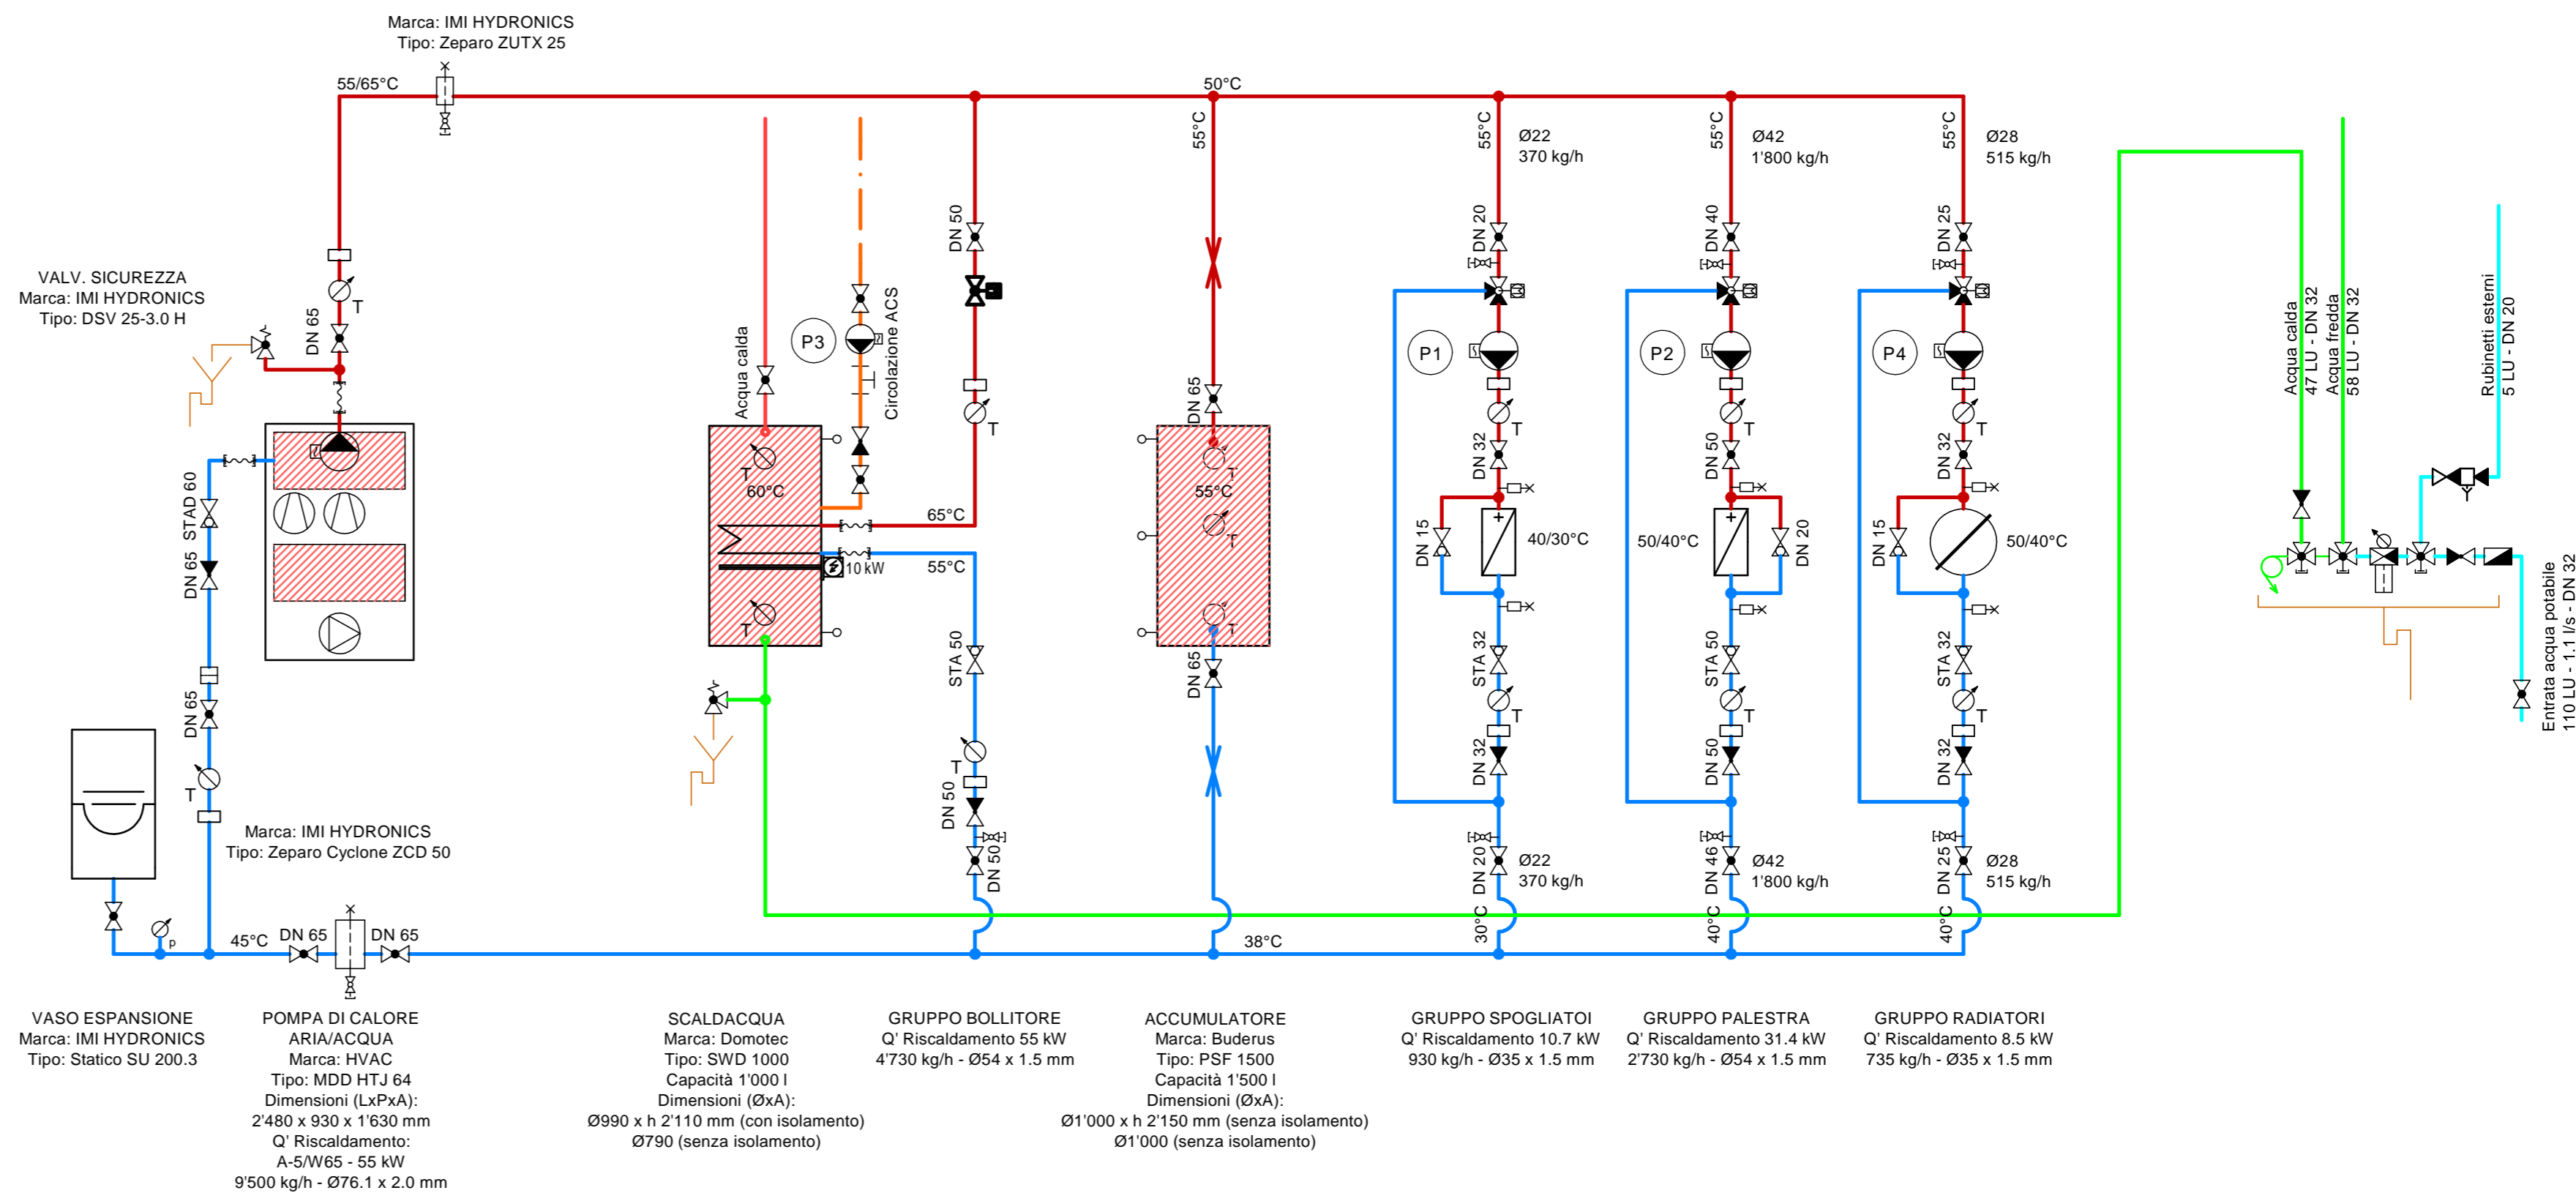 Marca: IMI HYDRONICS
Tipo: Zeparo ZUTX 25
55/65°C
50°C
55°C
55°C
Ø22
370 kg/h
55°C
Ø42
1'800 kg/h
55°C
Ø28
515 kg/h
DN 50
DN 20
DN 40
DN 25
VALV. SICUREZZA
Marca: IMI HYDRONICS
Tipo: DSV 25-3.0 H
DN 65
T
Acqua calda
P3
Circolazione ACS
T
DN 65
P1
T
DN 32
P2
T
DN 50
P4
T
DN 32
Acqua calda
47 LU - DN 32
Acqua fredda
58 LU - DN 32
Rubinetti esterni
5 LU - DN 20
Entrata acqua potabile
110 LU - 1.1 l/s - DN 32
STAD 60
DN 65
DN 65
T
T
60°C
T
65°C
10 kW
55°C
T
55°C
T
T
DN 15
40/30°C
50/40°C
DN 20
DN 15
50/40°C
STA 50
T
DN 50
DN 50
DN 65
STA 32
T
DN 32
STA 50
T
DN 50
STA 32
T
DN 32
DN 20
Ø22
370 kg/h
30°C
DN 46
Ø42
1'800 kg/h
40°C
DN 25
Ø28
515 kg/h
40°C
Marca: IMI HYDRONICS
Tipo: Zeparo Cyclone ZCD 50
p
45°C
DN 65
DN 65
38°C
VASO ESPANSIONE
Marca: IMI HYDRONICS
Tipo: Statico SU 200.3
POMPA DI CALORE
ARIA/ACQUA
Marca: HVAC
Tipo: MDD HTJ 64
Dimensioni (LxPxA):
2'480 x 930 x 1'630 mm
Q' Riscaldamento:
A-5/W65 - 55 kW
9'500 kg/h - Ø76.1 x 2.0 mm
SCALDACQUA
Marca: Domotec
Tipo: SWD 1000
Capacità 1'000 l
Dimensioni (ØxA):
Ø990 x h 2'110 mm (con isolamento)
Ø790 (senza isolamento)
GRUPPO BOLLITORE
Q' Riscaldamento 55 kW
4'730 kg/h - Ø54 x 1.5 mm
ACCUMULATORE
Marca: Buderus
Tipo: PSF 1500
Capacità 1'500 l
Dimensioni (ØxA):
Ø1'000 x h 2'150 mm (senza isolamento)
Ø1'000 (senza isolamento)
GRUPPO SPOGLIATOI
Q' Riscaldamento 10.7 kW
930 kg/h - Ø35 x 1.5 mm
GRUPPO PALESTRA
Q' Riscaldamento 31.4 kW
2'730 kg/h - Ø54 x 1.5 mm
GRUPPO RADIATORI
Q' Riscaldamento 8.5 kW
735 kg/h - Ø35 x 1.5 mm